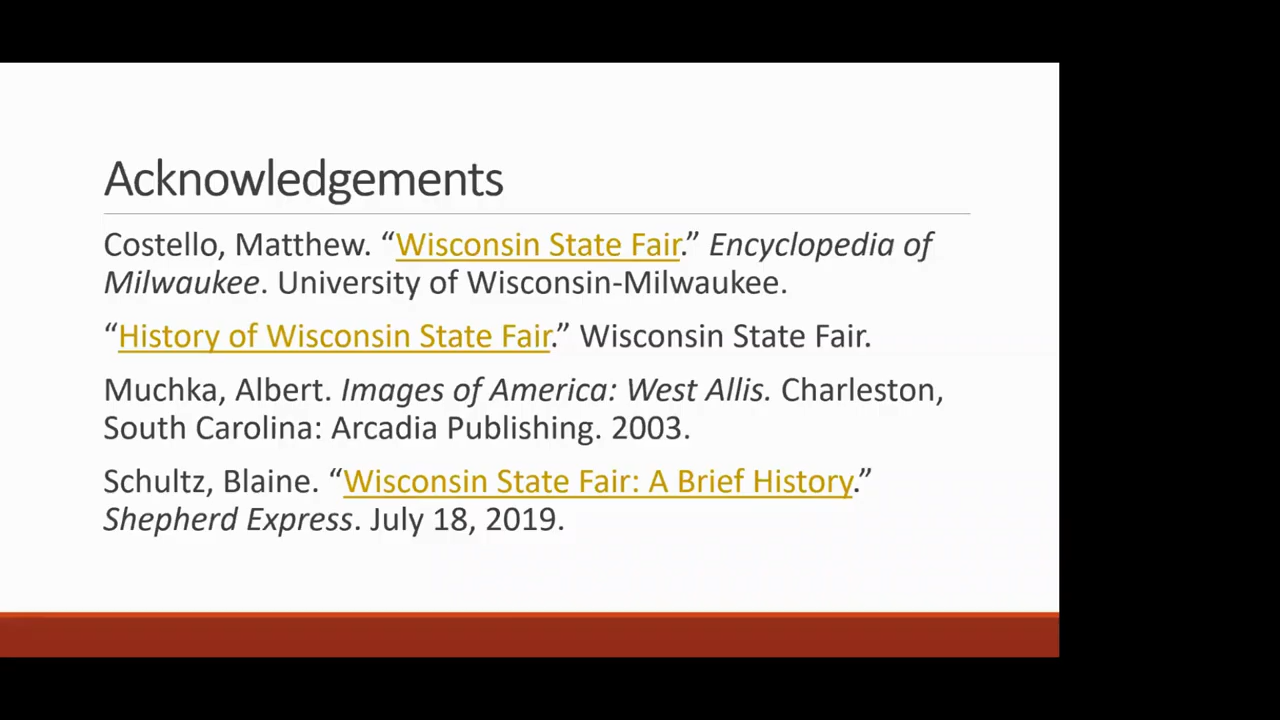 Acknowledgements
Costello, Matthew. “Wisconsin State Fair.” Encyclopedia of
Milwaukee. University of Wisconsin-Milwaukee.
“History of Wisconsin State Fair.” Wisconsin State Fair.
Muchka, Albert. Images of America: West Allis. Charleston,
South Carolina: Arcadia Publishing. 2003.
Schultz, Blaine. “Wisconsin State Fair: A Brief History.”
Shepherd Express. July 18, 2019.